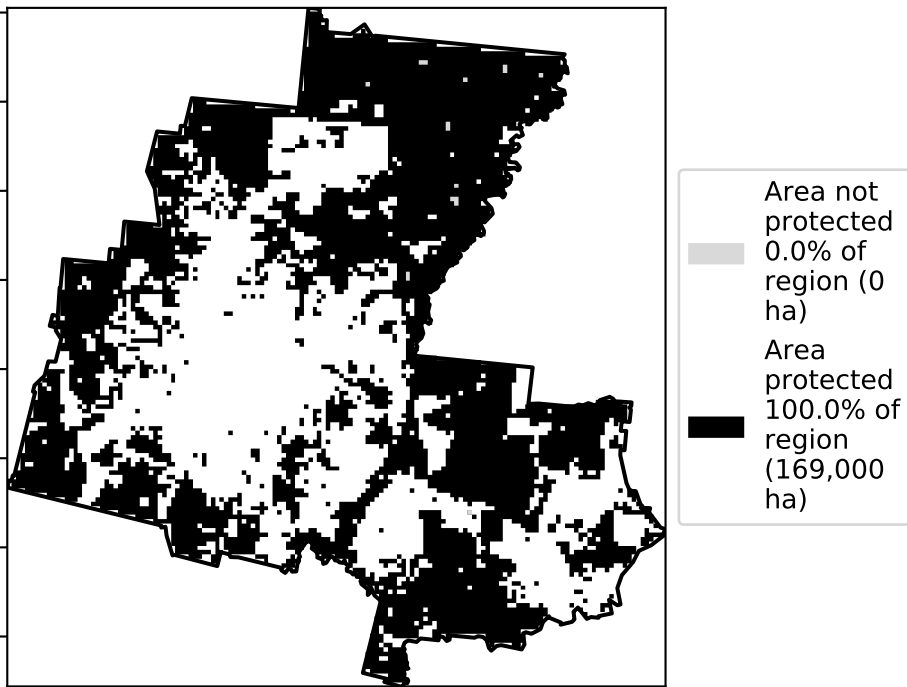 Area not
protected
0.0% of
region (0
ha)
Area
protected
100.0% of
region
(169,000
ha)